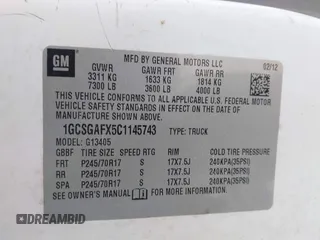 GM
MFD BY GENERAL MOTORS LLC
02/12
GVWR GAWR FRT GAWR RR
3311 KG 1633 KG 1814 KG
7300 LB 3600 LB 4000 LB
THIS VEHICLE CONFORMS TO ALL APPLICABLE U.S. FEDERAL MOTOR
VEHICLE SAFETY STANDARDS IN EFFECT ON THE DATE OF
MANUFACTURE SHOWN ABOVE.
1GCSGAFX5C1145743 TYPE: TRUCK
MODEL: G13405
GBBF TIRE SIZE SPEED RTG RIM COLD TIRE PRESSURE
FRT P245/70R17 S 17X7.5J 240KPA(35PSI)
RR P245/70R17 S 17X7.5J 240KPA(35PSI)
SPA P245/70R17 S 17X7.5J 240KPA(35PSI)
SEE OWNER'S MANUAL FOR MORE INFORMATION.
DREAMBID